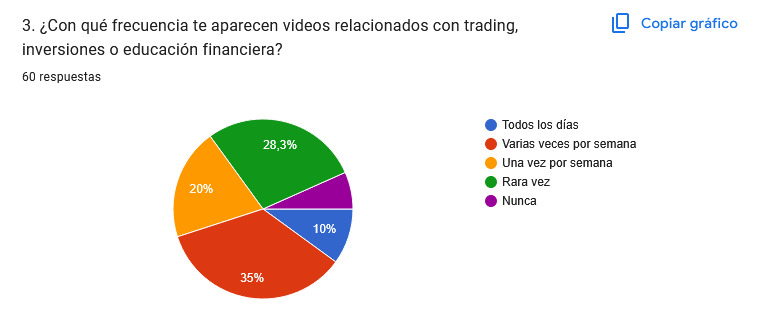 3. ¿Con qué frecuencia te aparecen videos relacionados con trading,
inversiones o educación financiera?
Copiar gráfico
60 respuestas
28,3%
20%
10%
35%
Todos los días
Varias veces por semana
Una vez por semana
Rara vez
Nunca